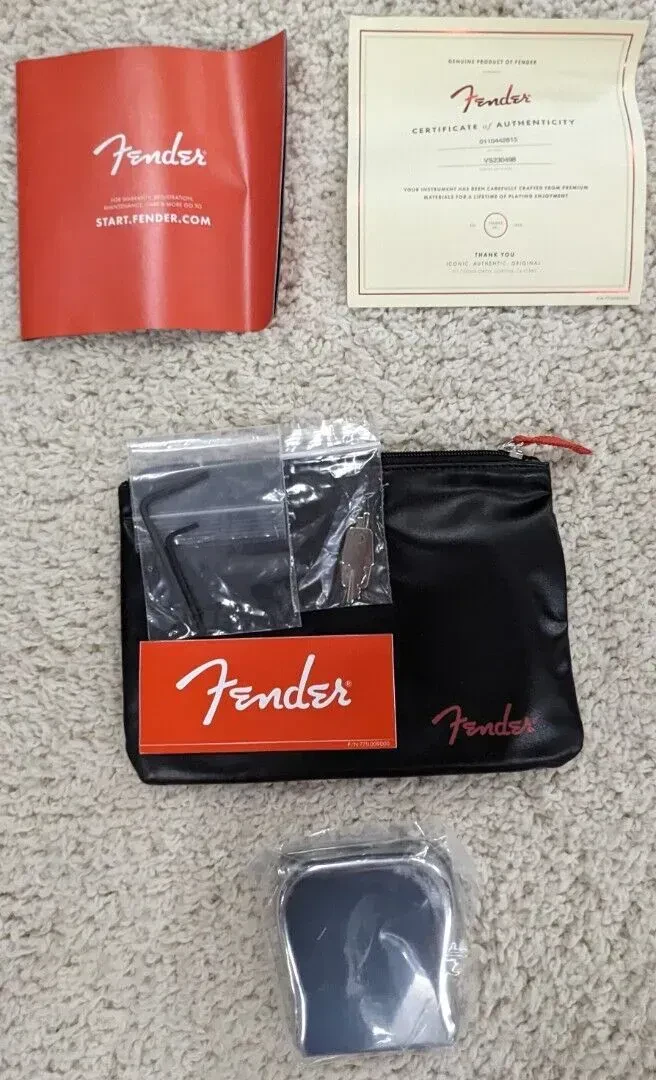 Fender
FOR WARRANTY, REGISTRATION,
MAINTENANCE, CARE & MORE GO TO
START.FENDER.COM
GENUINE PRODUCT OF FENDER
Fender
CERTIFICATE of AUTHENTICITY
0110442815
VS230498
YOUR INSTRUMENT HAS BEEN CAREFULLY CRAFTED FROM PREMIUM
MATERIALS FOR A LIFETIME OF PLAYING ENJOYMENT
THANK YOU
ICONIC, AUTHENTIC, ORIGINAL
Fender
Fender